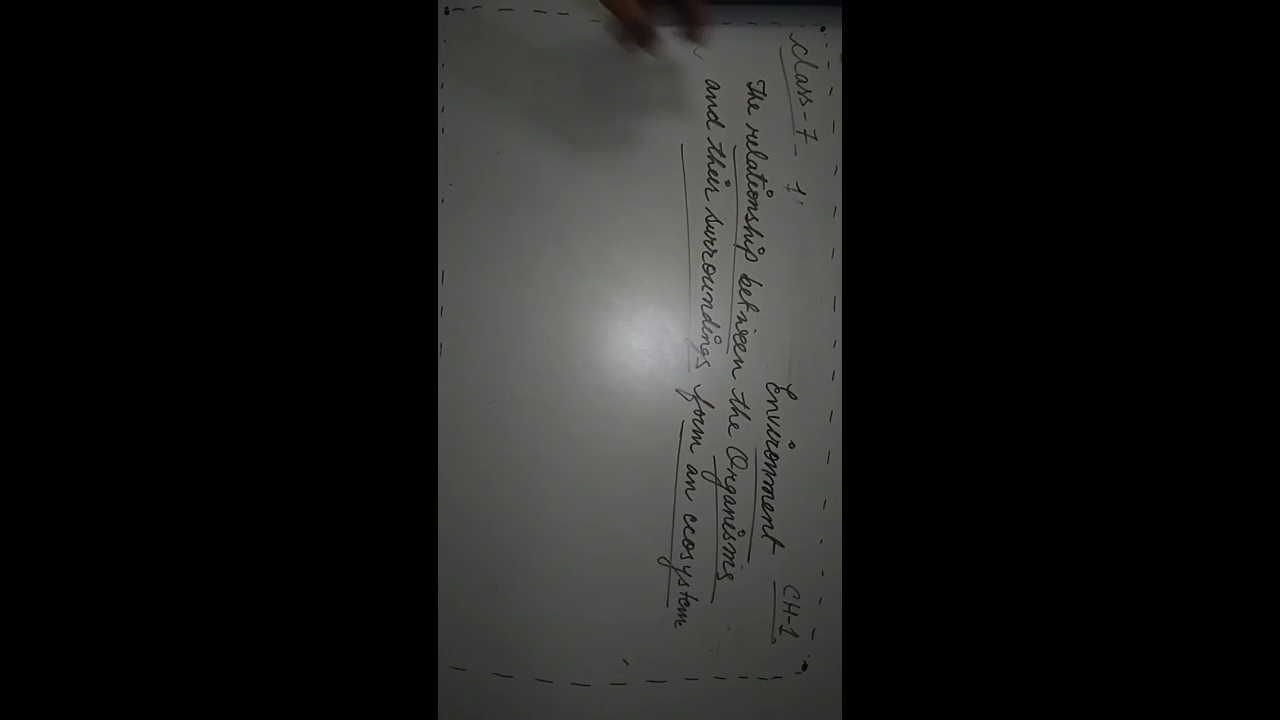 Class-7 - 1
Environment CH-1
The relationship between the Organisms
and their surroundings form an ecosystem